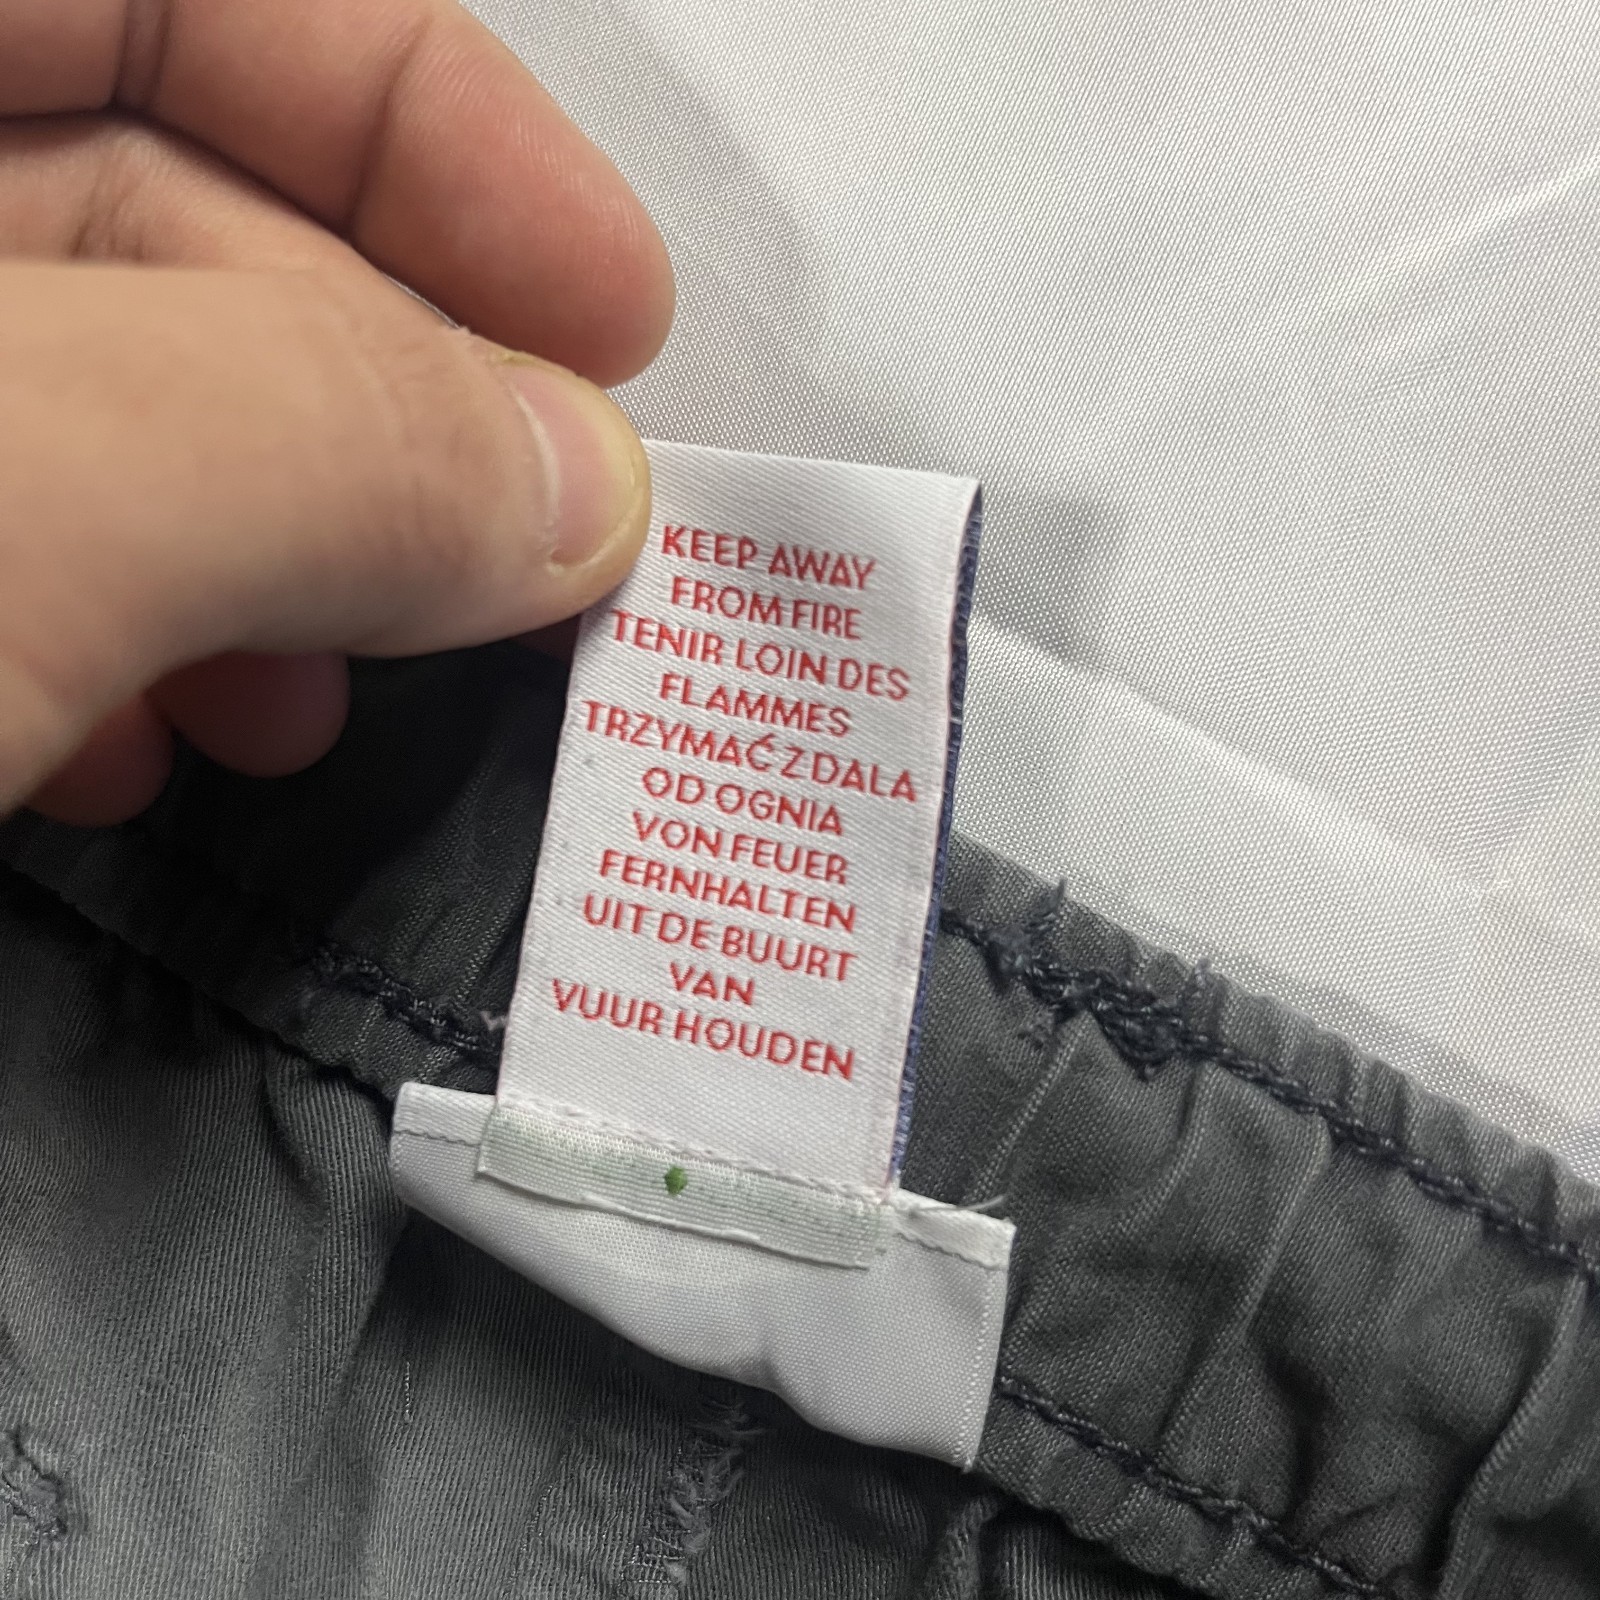 KEEP AWAY
FROM FIRE
TENIR LOIN DES
FLAMMES
TRZYMAĆ Z DALA
OD OGNIA
VON FEUER
FERNHALTEN
UIT DE BUURT
VAN
VUUR HOUDEN